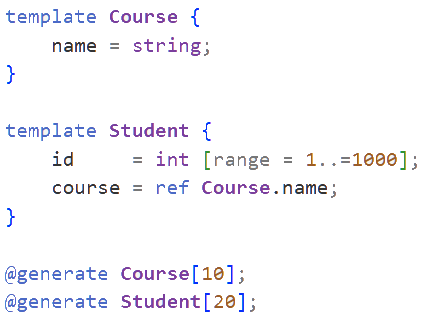 template Course {
    name = string;
}

template Student {
    id     = int [range = 1..=1000];
    course = ref Course.name;
}

@generate Course[10];
@generate Student[20];